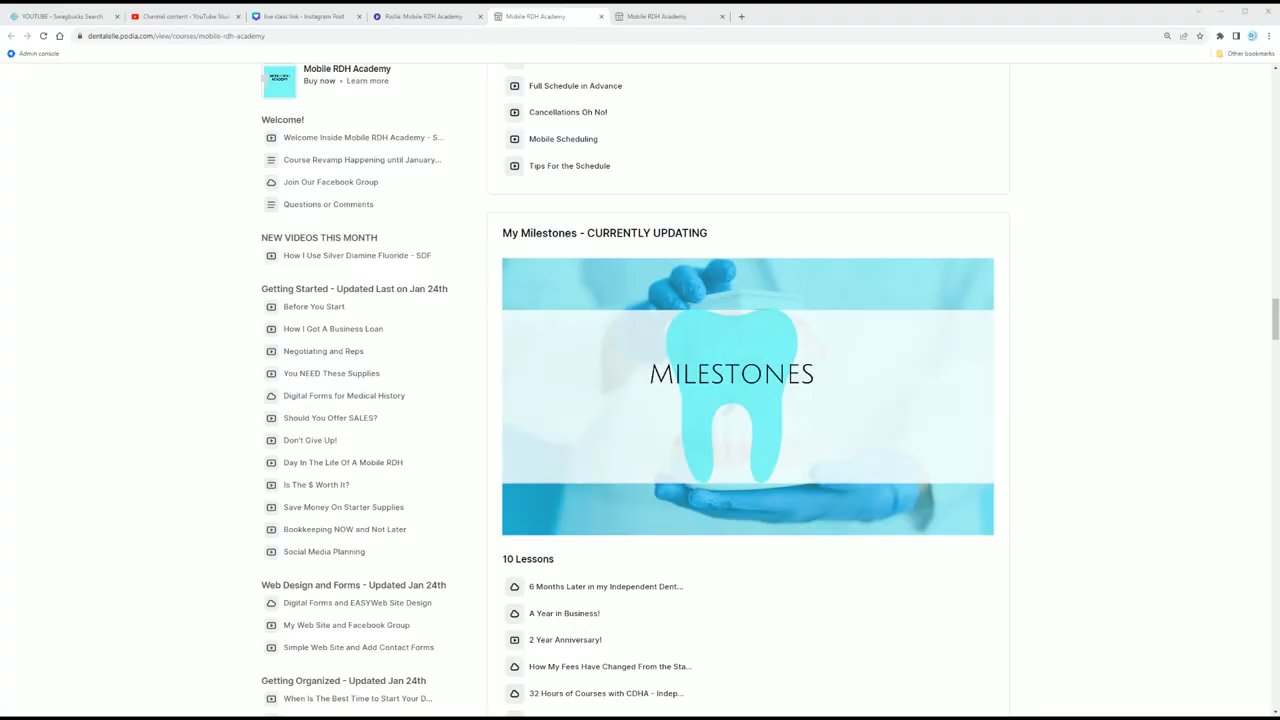 YOUTUBE - Swagbucks Search
Channel content - YouTube Stud
live class link - Instagram Post
Podia: Mobile RDH Academy
Mobile RDH Academy
Mobile RDH Academy
dentalelle.podia.com/view/courses/mobile-rdh-academy
Admin console
Other bookmarks
Mobile RDH Academy
Buy now • Learn more
Welcome!
Welcome Inside Mobile RDH Academy - S...
Course Revamp Happening until January...
Join Our Facebook Group
Questions or Comments
NEW VIDEOS THIS MONTH
How I Use Silver Diamine Fluoride - SDF
Getting Started - Updated Last on Jan 24th
Before You Start
How I Got A Business Loan
Negotiating and Reps
You NEED These Supplies
Digital Forms for Medical History
Should You Offer SALES?
Don't Give Up!
Day In The Life Of A Mobile RDH
Is The $ Worth It?
Save Money On Starter Supplies
Bookkeeping NOW and Not Later
Social Media Planning
Web Design and Forms - Updated Jan 24th
Digital Forms and EASYWeb Site Design
My Web Site and Facebook Group
Simple Web Site and Add Contact Forms
Getting Organized - Updated Jan 24th
When Is The Best Time to Start Your D...
Full Schedule in Advance
Cancellations Oh No!
Mobile Scheduling
Tips For the Schedule
My Milestones - CURRENTLY UPDATING
MILESTONES
10 Lessons
6 Months Later in my Independent Dent...
A Year in Business!
2 Year Anniversary!
How My Fees Have Changed From the Sta...
32 Hours of Courses with CDHA - Indep...